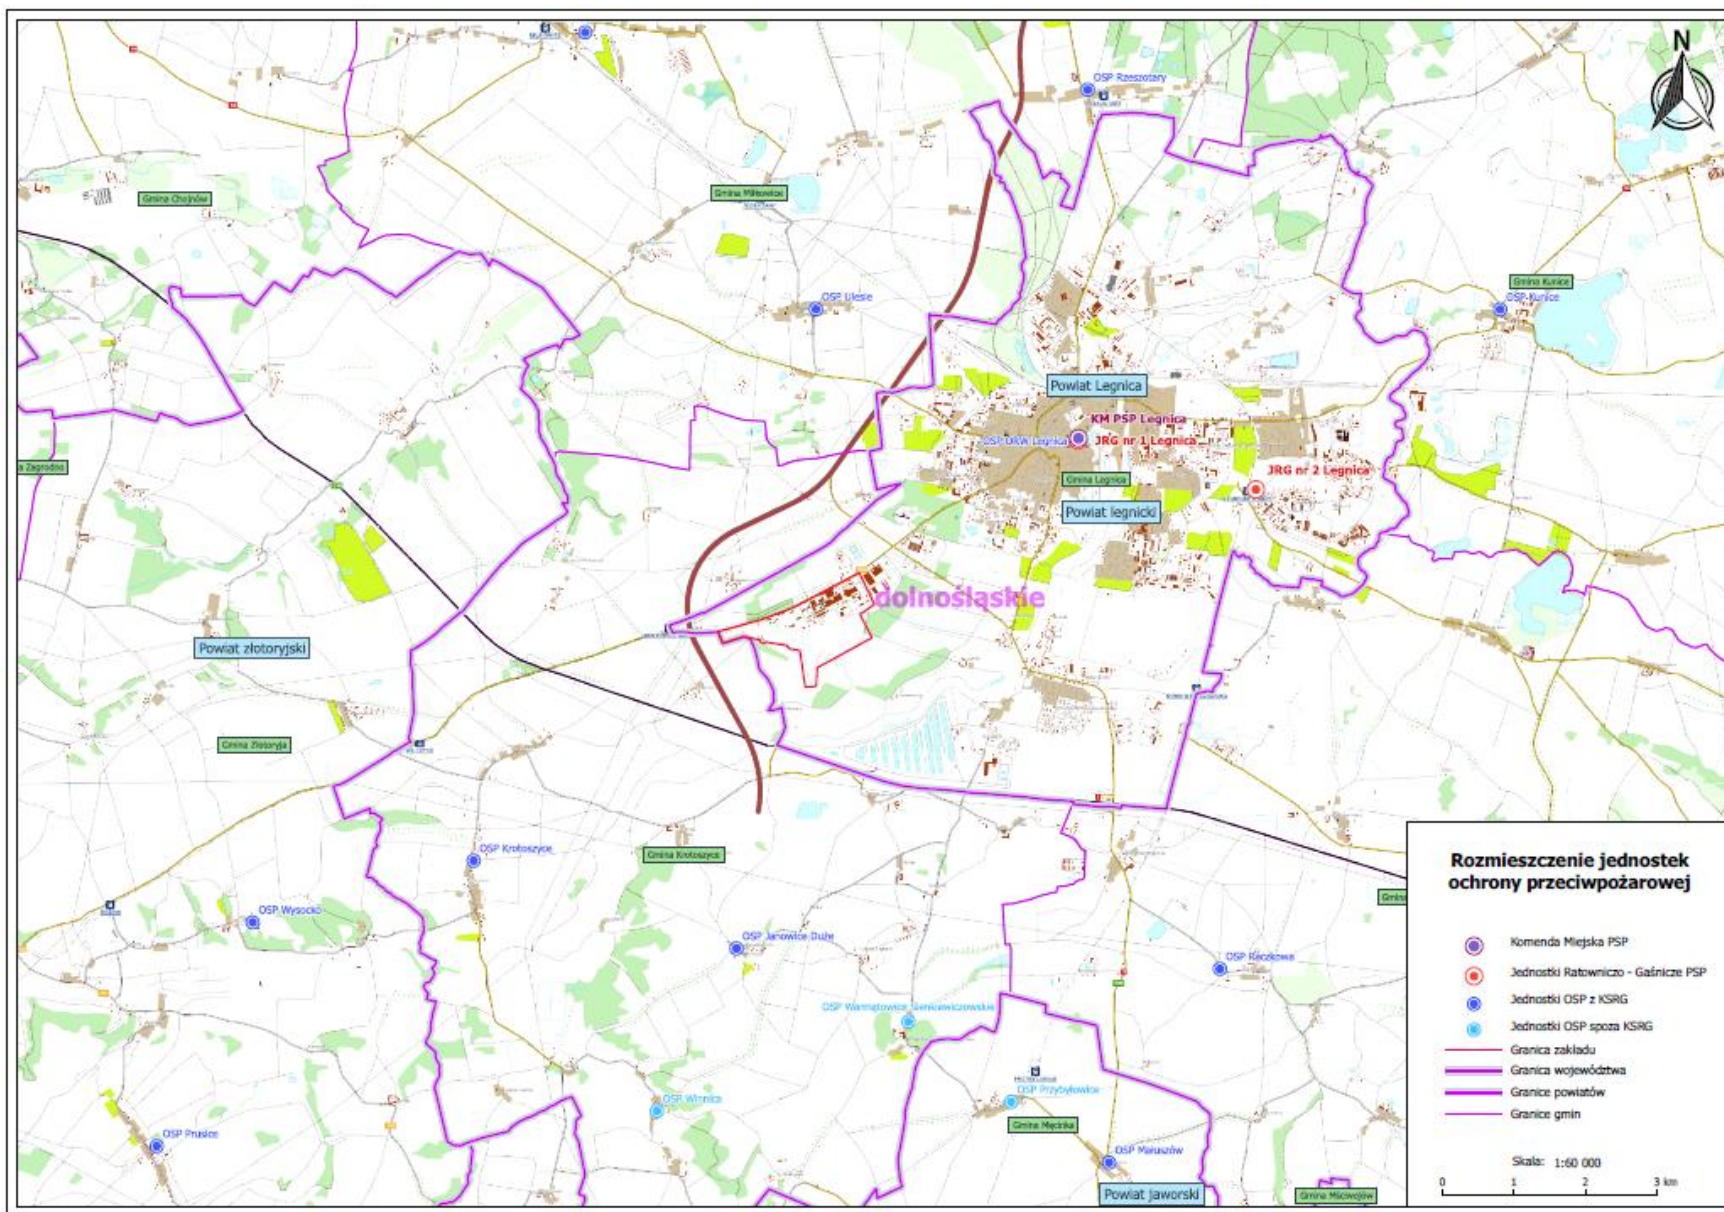 N
OSP Rzeszotary
Gmina Chojnów
Gmina Miłkowice
Gmina Kunice
OSP Kunice
OSP Ulesie
Powiat Legnica
KM PSP Legnica
OSP ORW Legnica
JRG nr 1 Legnica
a Zagrodno
JRG nr 2 Legnica
Gmina Legnica
Powiat legnicki
dolnośląskie
Powiat złotoryjski
Gmina Złotoryja
OSP Krotoszyce
Gmina Krotoszyce
Gmina
OSP Wysocko
OSP Janowice Duże
OSP Raczkowa
OSP Warmątowice Sienkiewiczowskie
OSP Winnica
OSP Przybyłowice
Gmina Męcinka
OSP Prusice
OSP Małuszów
Powiat jaworski
Gmina Mściwojów
Rozmieszczenie jednostek
ochrony przeciwpożarowej
Komenda Miejska PSP
Jednostki Ratowniczo - Gaśnicze PSP
Jednostki OSP z KSRG
Jednostki OSP spoza KSRG
Granica zakładu
Granica województwa
Granice powiatów
Granice gmin
Skala: 1:60 000
0 1 2 3 km